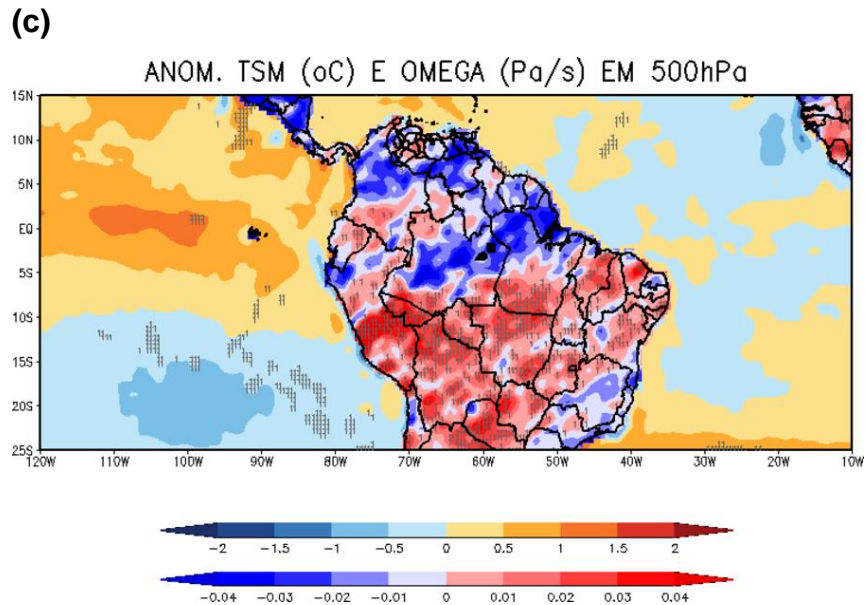 (c)
ANOM. TSM (oC) E OMEGA (Pa/s) EM 500hPa
15N
10N
5N
EQ
5S
10S
15S
20S
25S
120W 110W 100W 90W 80W 70W 60W 50W 40W 30W 20W 10W
-2 -1.5 -1 -0.5 0 0.5 1 1.5 2
-0.04 -0.03 -0.02 -0.01 0 0.01 0.02 0.03 0.04